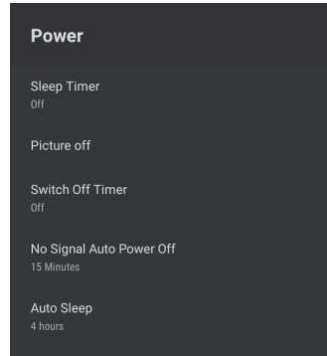 Power
Sleep Timer
Off
Picture off
Switch Off Timer
Off
No Signal Auto Power Off
15 Minutes
Auto Sleep
4 hours